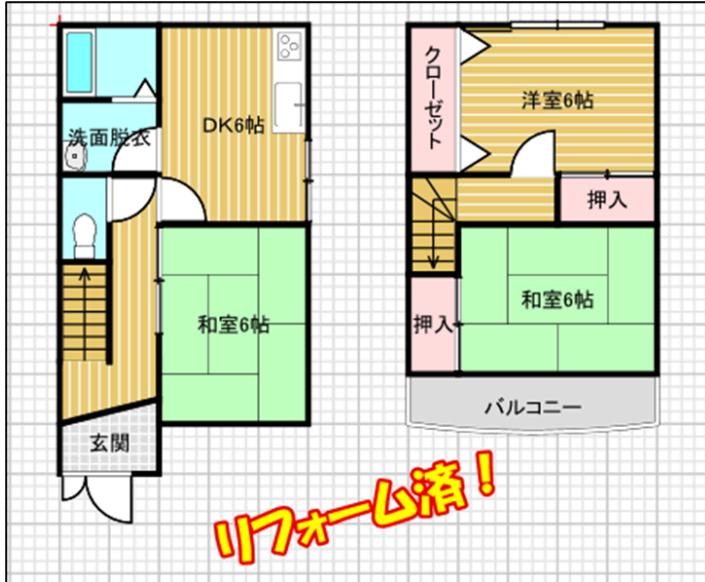 洗面脱衣
DK6帖
和室6帖
玄関
クローゼット
洋室6帖
押入
和室6帖
押入
バルコニー
リフォーム済!